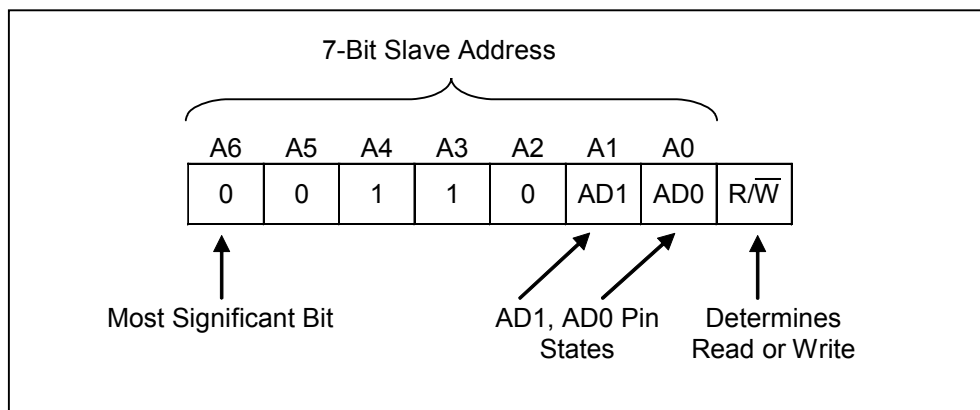 7-Bit Slave Address
A6 A5 A4 A3 A2 A1 A0
0 0 1 1 0 AD1 AD0 R/W̅
Most Significant Bit
AD1, AD0 Pin
States
Determines
Read or Write